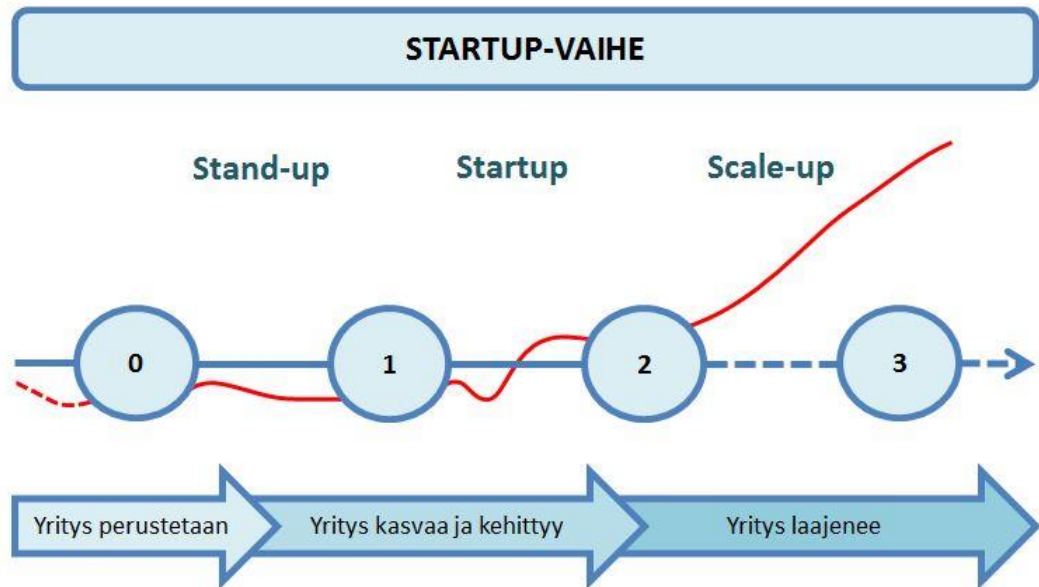 STARTUP-VAIHE
Stand-up
Startup
Scale-up
0
1
2
3
Yritys perustetaan
Yritys kasvaa ja kehittyy
Yritys laajenee